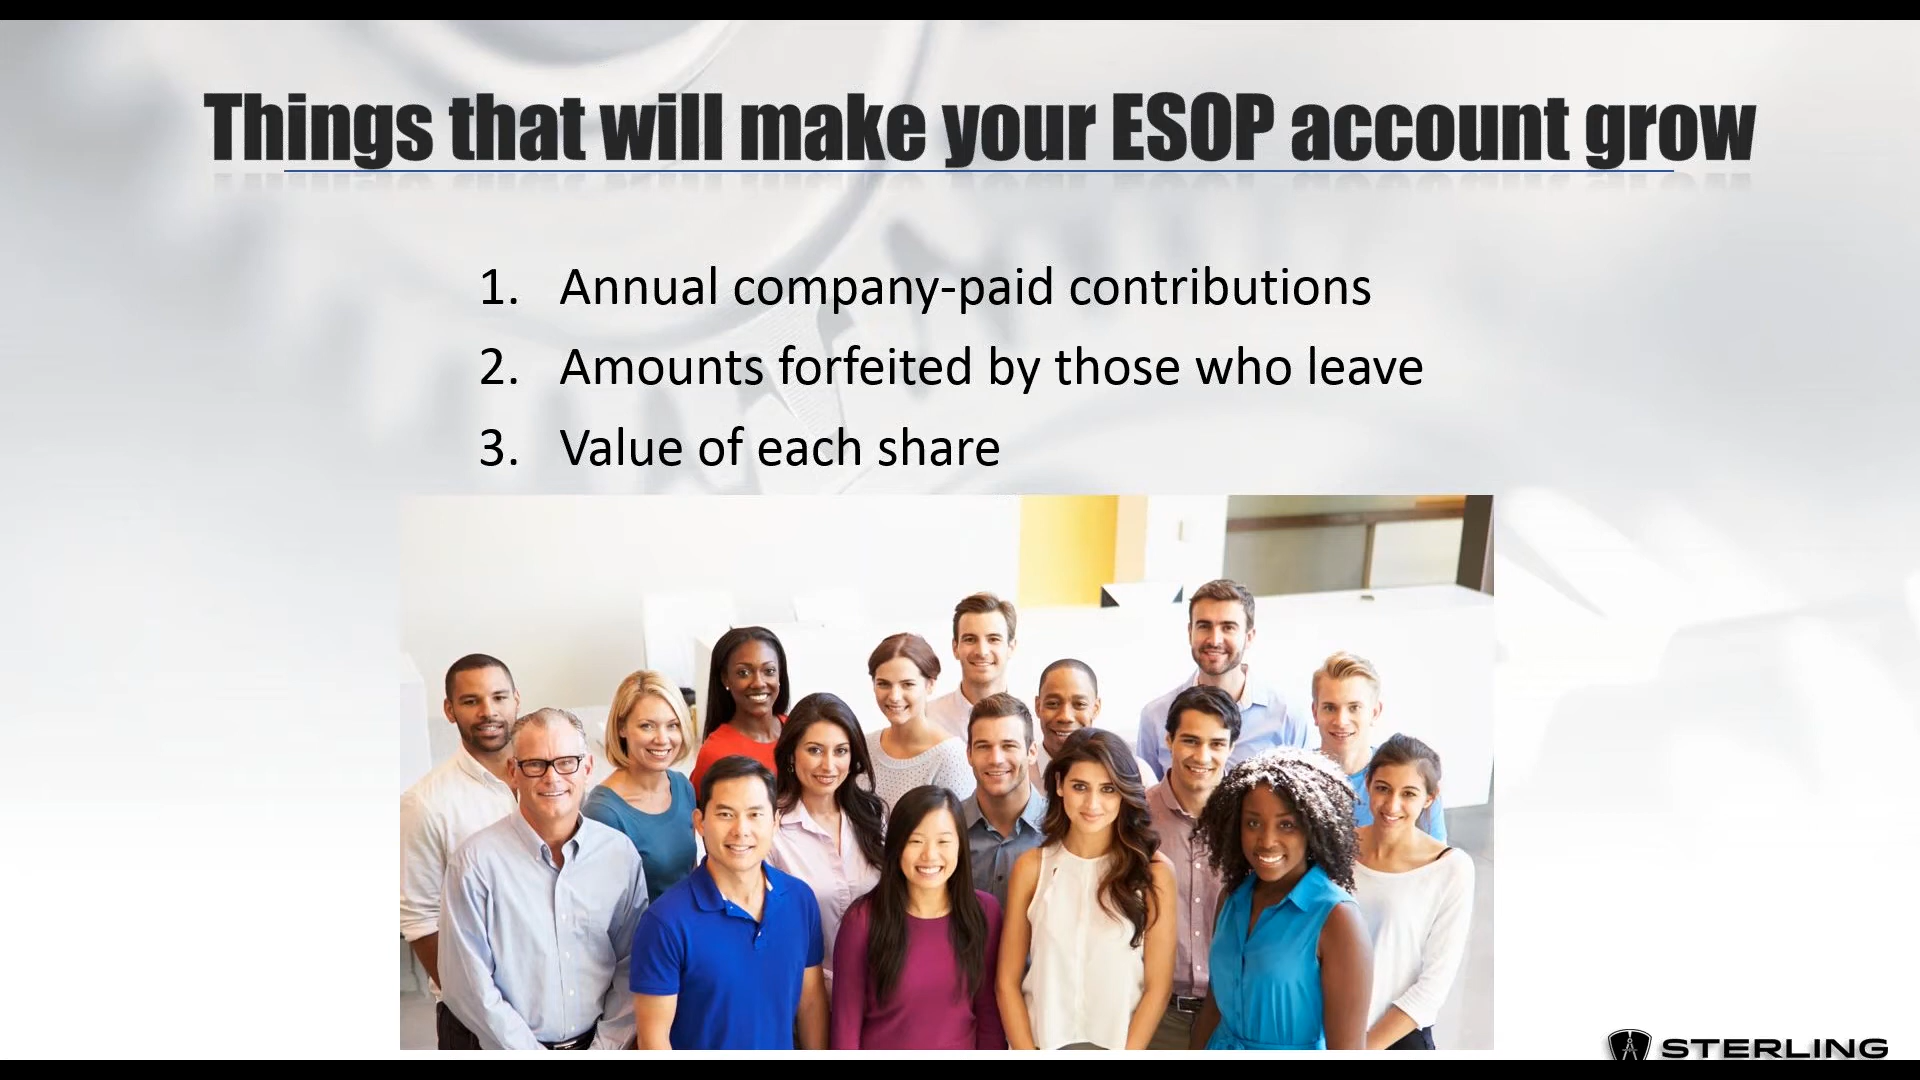 Things that will make your ESOP account grow
1. Annual company-paid contributions
2. Amounts forfeited by those who leave
3. Value of each share
STERLING